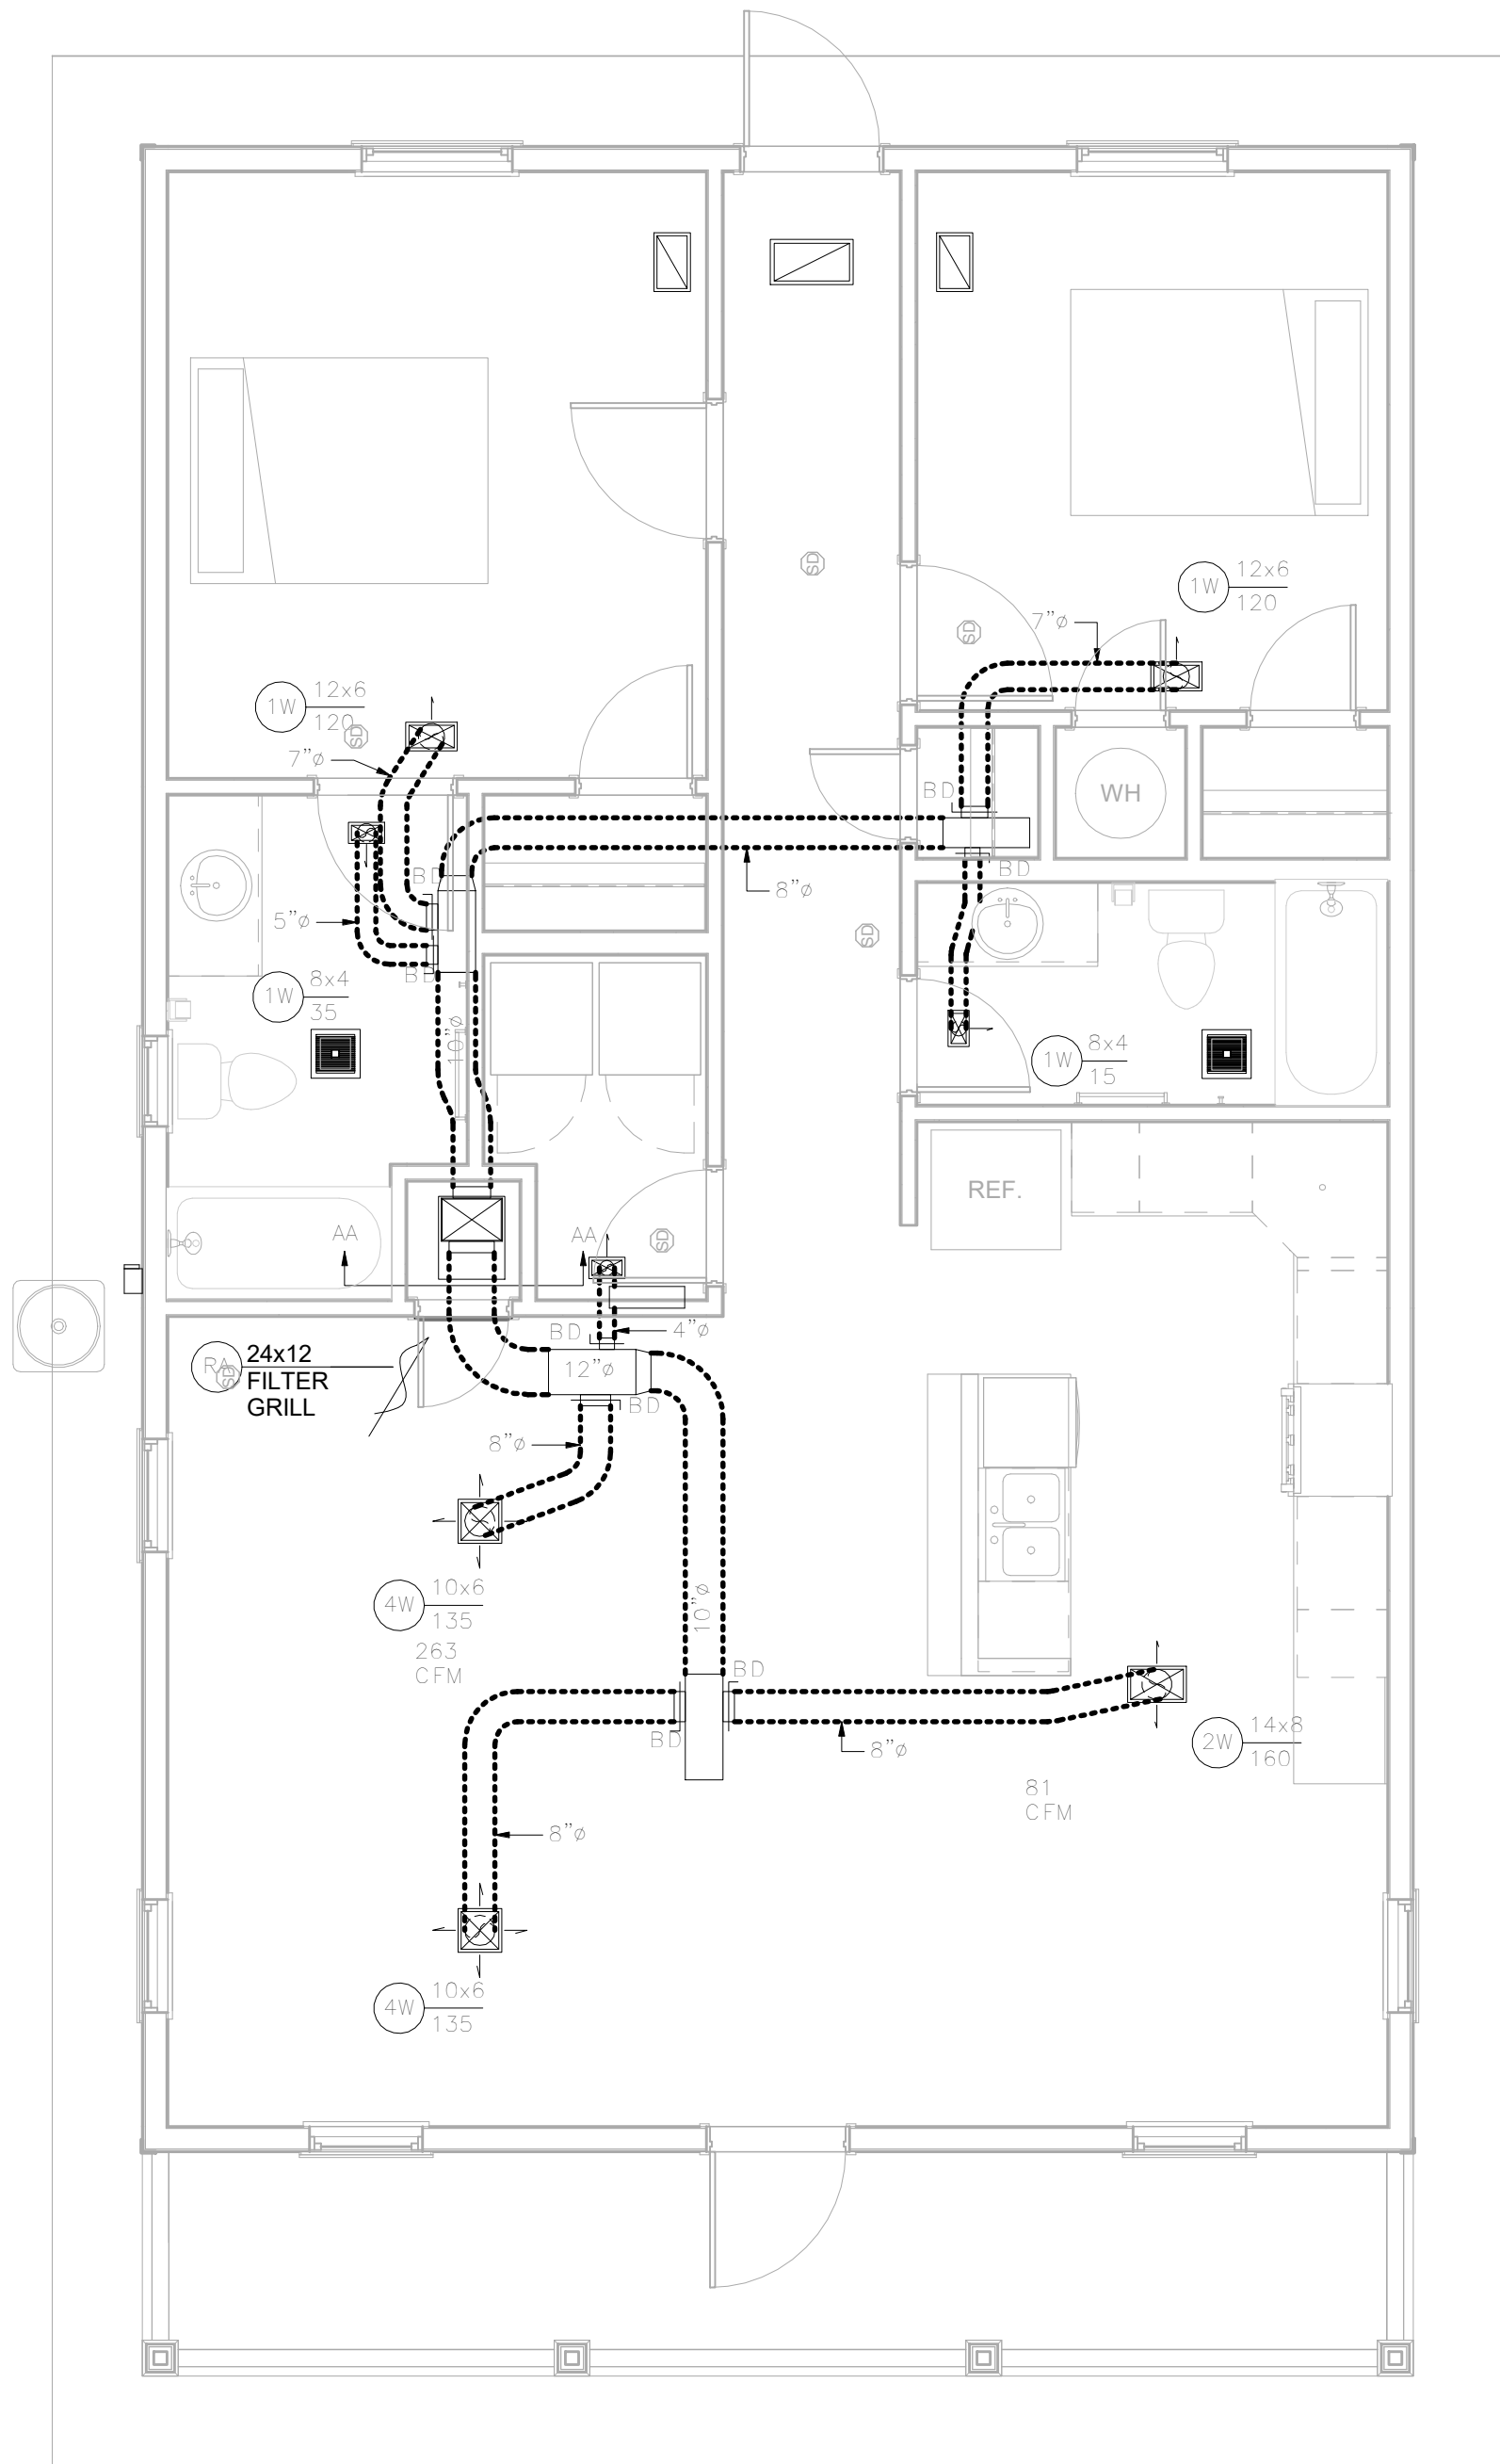 SD
1W 12x6
120
7"ø
SD
1W 12x6
120
SD
7"ø
BD
WH
BD
8"ø
BD
5"ø
SD
BD
1W 8x4
35
10"ø
1W 8x4
15
REF.
AA
AA
SD
BD
4"ø
RA 24x12
SD
FILTER
GRILL
12"ø
BD
8"ø
4W 10x6
135
263
CFM
10"ø
BD
BD
8"ø
2W 14x8
160
81
CFM
8"ø
4W 10x6
135